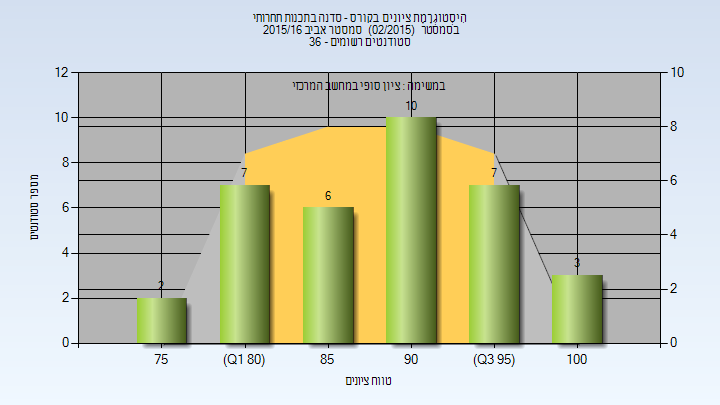 היסטוגרמת ציונים בקורס - סדנה בתכנות תחרותי
בסמסטר (02/2015) סמסטר אביב 2015/16
סטודנטים רשומים - 36
במשימה : ציון סופי במחשב המרכזי
מספר סטודנטים
12
10
8
6
4
2
0
10
8
6
4
2
0
2
7
6
10
7
3
75
(Q1 80)
85
90
(Q3 95)
100
טווח ציונים